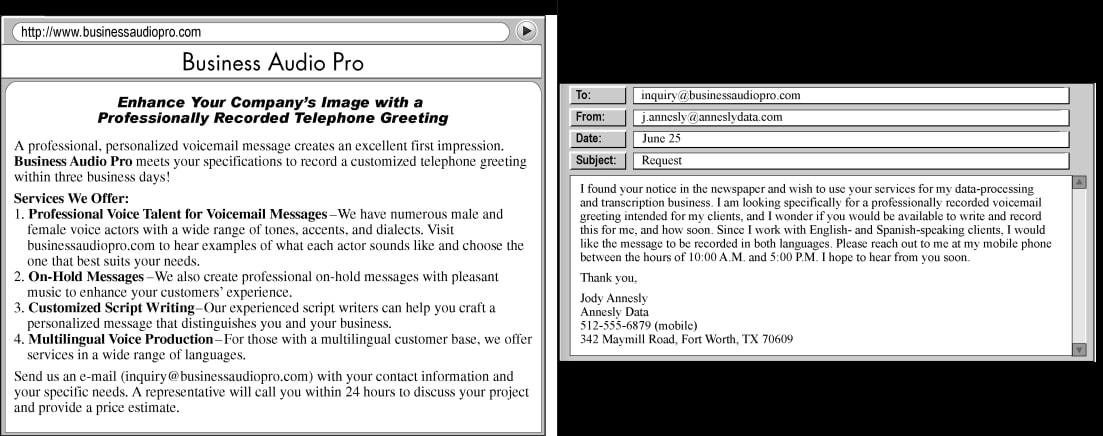 http://www.businessaudiopro.com
Business Audio Pro
Enhance Your Company's Image with a
Professionally Recorded Telephone Greeting
A professional, personalized voicemail message creates an excellent first impression.
Business Audio Pro meets your specifications to record a customized telephone greeting
within three business days!
Services We Offer:
1. Professional Voice Talent for Voicemail Messages–We have numerous male and
female voice actors with a wide range of tones, accents, and dialects. Visit
businessaudiopro.com to hear examples of what each actor sounds like and choose the
one that best suits your needs.
2. On-Hold Messages–We also create professional on-hold messages with pleasant
music to enhance your customers' experience.
3. Customized Script Writing–Our experienced script writers can help you craft a
personalized message that distinguishes you and your business.
4. Multilingual Voice Production–For those with a multilingual customer base, we offer
services in a wide range of languages.
Send us an e-mail (inquiry@businessaudiopro.com) with your contact information and
your specific needs. A representative will call you within 24 hours to discuss your project
and provide a price estimate.
To: inquiry@businessaudiopro.com
From: j.annesly@anneslydata.com
Date: June 25
Subject: Request
I found your notice in the newspaper and wish to use your services for my data-processing
and transcription business. I am looking specifically for a professionally recorded voicemail
greeting intended for my clients, and I wonder if you would be available to write and record
this for me, and how soon. Since I work with English- and Spanish-speaking clients, I would
like the message to be recorded in both languages. Please reach out to me at my mobile phone
between the hours of 10:00 A.M. and 5:00 P.M. I hope to hear from you soon.
Thank you,
Jody Annesly
Annesly Data
512-555-6879 (mobile)
342 Maymill Road, Fort Worth, TX 70609